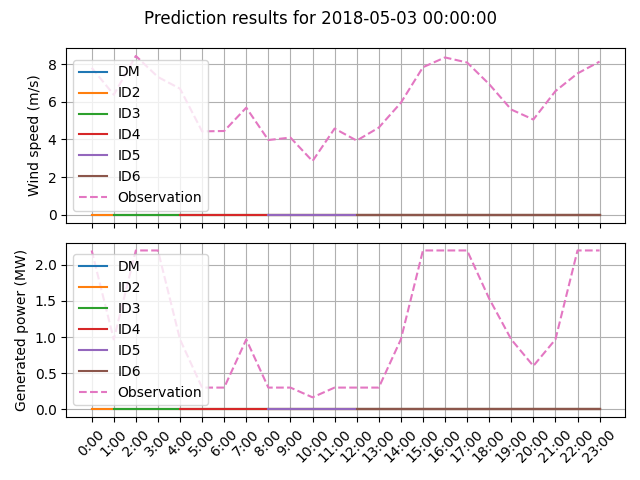 Prediction results for 2018-05-03 00:00:00
Wind speed (m/s)
8
6
4
2
0
DM
ID2
ID3
ID4
ID5
ID6
Observation
Generated power (MW)
2.0
1.5
1.0
0.5
0.0
DM
ID2
ID3
ID4
ID5
ID6
Observation
0:00 1:00 2:00 3:00 4:00 5:00 6:00 7:00 8:00 9:00 10:00 11:00 12:00 13:00 14:00 15:00 16:00 17:00 18:00 19:00 20:00 21:00 22:00 23:00